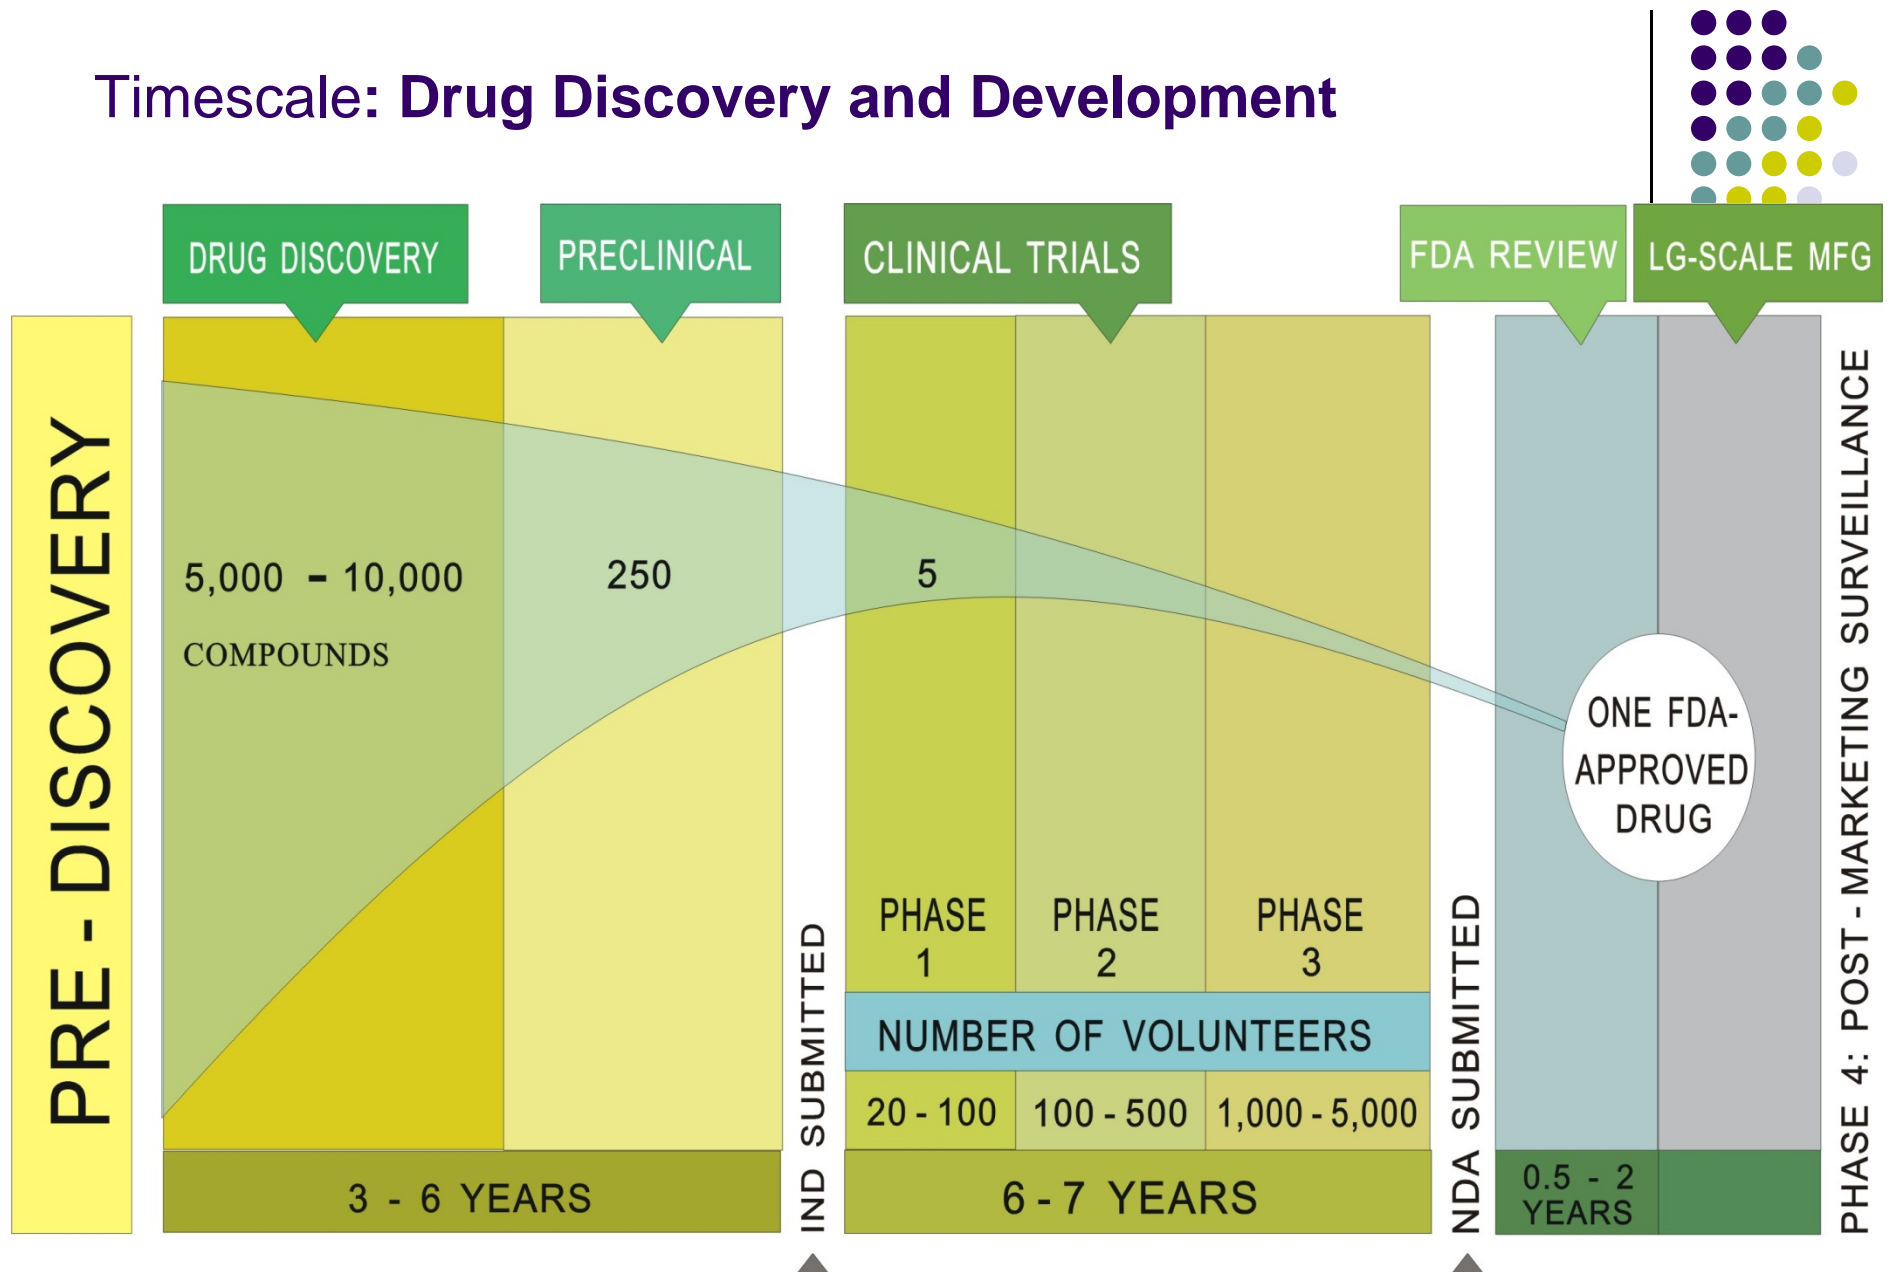 Timescale: Drug Discovery and Development
DRUG DISCOVERY
PRECLINICAL
CLINICAL TRIALS
FDA REVIEW
LG-SCALE MFG
PRE - DISCOVERY
5,000 - 10,000
COMPOUNDS
250
5
ONE FDA-
APPROVED
DRUG
PHASE
1
PHASE
2
PHASE
3
NUMBER OF VOLUNTEERS
20 - 100
100 - 500
1,000 - 5,000
3 - 6 YEARS
IND SUBMITTED
6 - 7 YEARS
NDA SUBMITTED
0.5 - 2
YEARS
PHASE 4: POST - MARKETING SURVEILLANCE